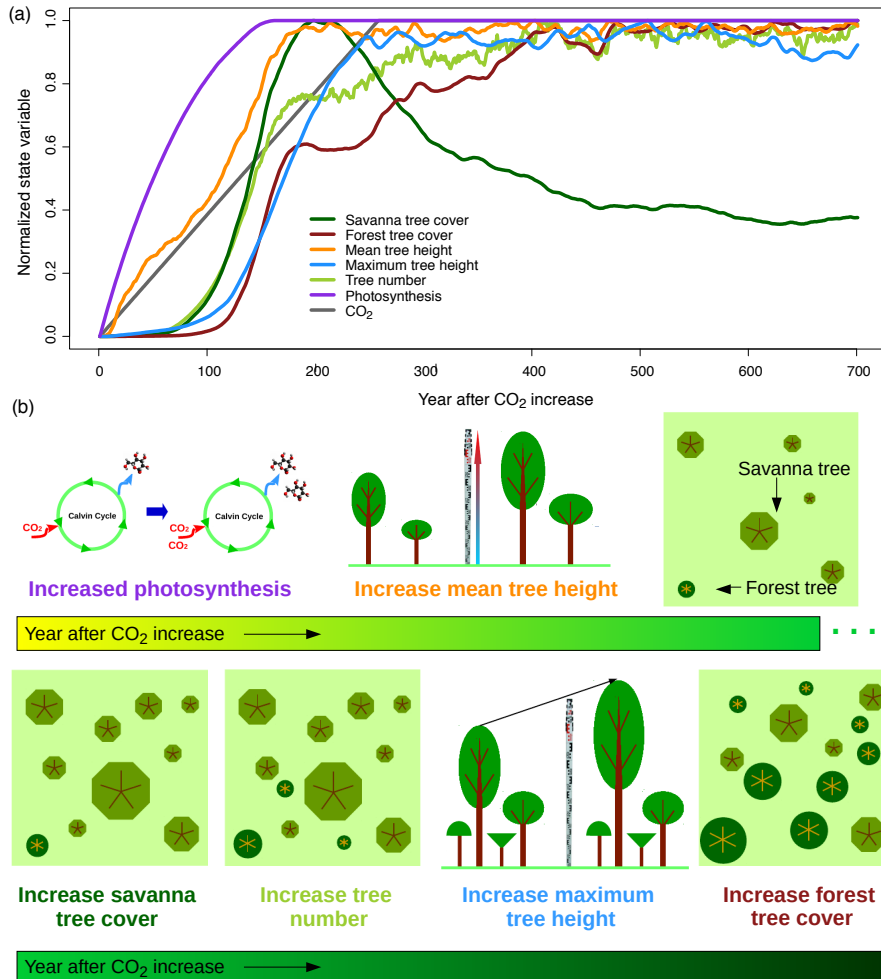 (a)
1.0
0.8
0.6
0.4
0.2
0.0
Normalized state variable
Savanna tree cover
Forest tree cover
Mean tree height
Maximum tree height
Tree number
Photosynthesis
CO2
0 100 200 300 400 500 600 700
Year after CO2 increase
(b)
CO2
Calvin Cycle
CO2
CO2
Calvin Cycle
Increased photosynthesis
Increase mean tree height
Savanna tree
Forest tree
Year after CO2 increase
Increase savanna
tree cover
Increase tree
number
Increase maximum
tree height
Increase forest
tree cover
Year after CO2 increase